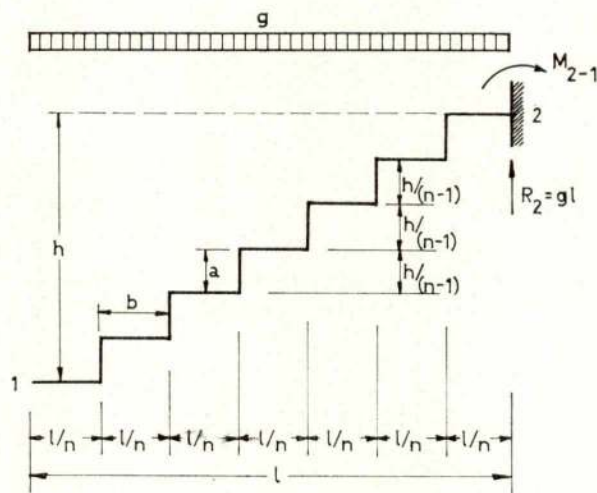 g
M₂₋₁
2
h/(n-1)
R₂=gl
h/(n-1)
h
a
h/(n-1)
b
1
l/n l/n l/n l/n l/n l/n l/n
l